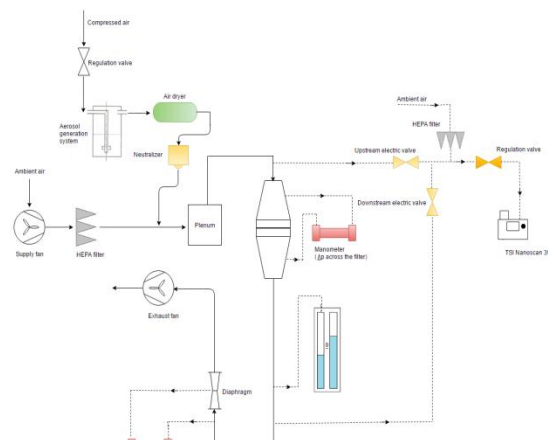 Compressed air
Regulation valve
Air dryer
Aerosol
generation
system
Neutralizer
Ambient air
Supply fan
HEPA filter
Plenum
Ambient air
HEPA filter
Upstream electric valve
Regulation valve
Downstream electric valve
TSI Nanoscan 3
Manometer
(Δp across the filter)
Exhaust fan
Diaphragm